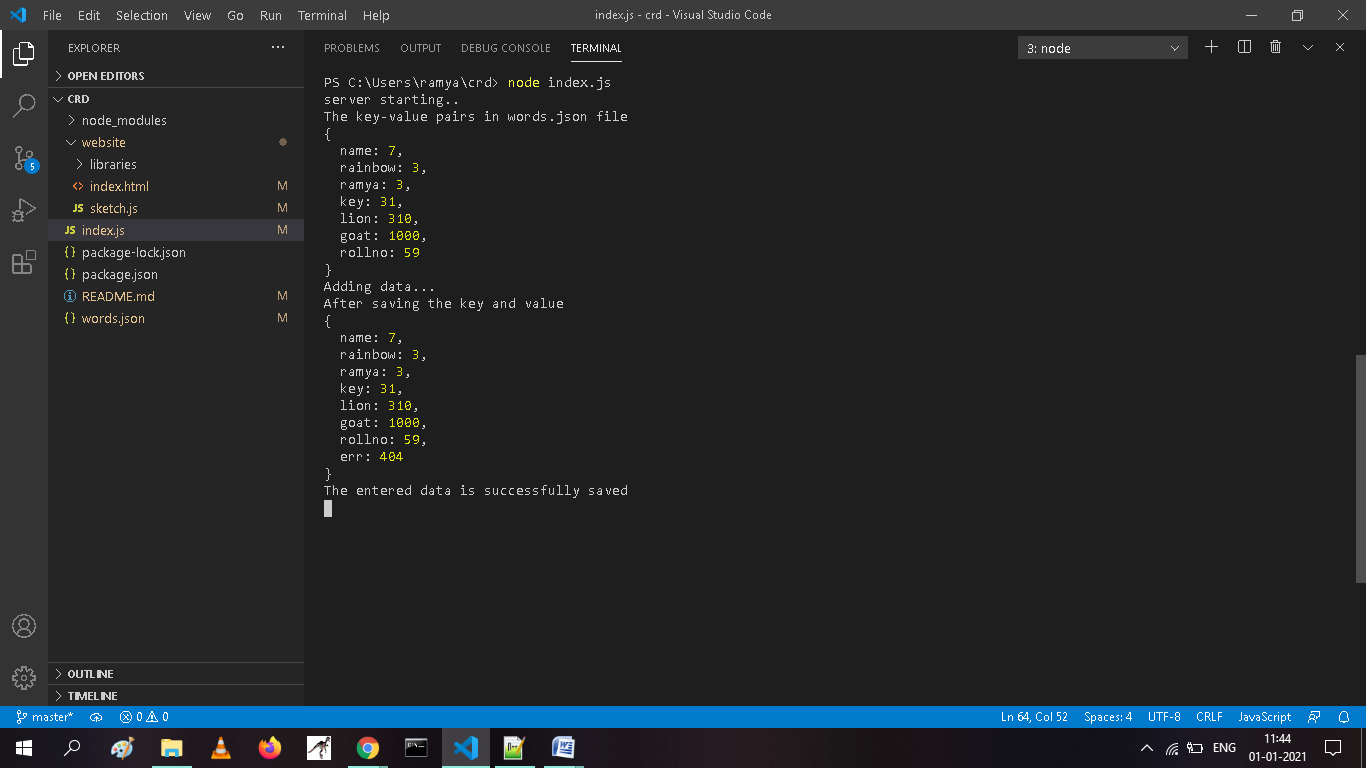 File Edit Selection View Go Run Terminal Help
index.js - crd - Visual Studio Code
EXPLORER
OPEN EDITORS
CRD
node_modules
website
libraries
<> index.html M
JS sketch.js M
JS index.js M
{} package-lock.json
{} package.json
README.md M
{} words.json M
OUTLINE
TIMELINE
5
PROBLEMS OUTPUT DEBUG CONSOLE TERMINAL
3: node
PS C:\Users\ramya\crd> node index.js
server starting..
The key-value pairs in words.json file
{
  name: 7,
  rainbow: 3,
  ramya: 3,
  key: 31,
  lion: 310,
  goat: 1000,
  rollno: 59
}
Adding data...
After saving the key and value
{
  name: 7,
  rainbow: 3,
  ramya: 3,
  key: 31,
  lion: 310,
  goat: 1000,
  rollno: 59,
  err: 404
}
The entered data is successfully saved
master* 0 0
Ln 64, Col 52 Spaces: 4 UTF-8 CRLF JavaScript
ENG
11:44
01-01-2021